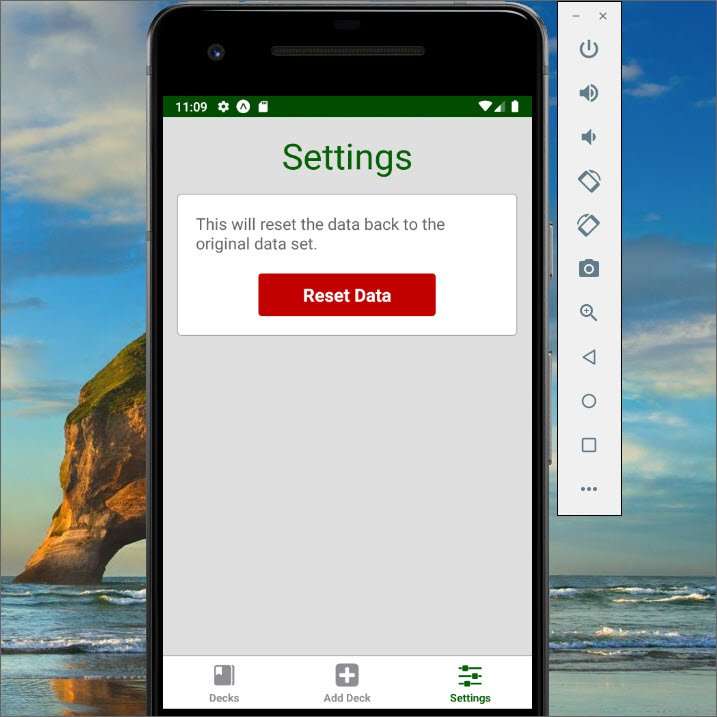 11:09
Settings
This will reset the data back to the
original data set.
Reset Data
Decks
Add Deck
Settings